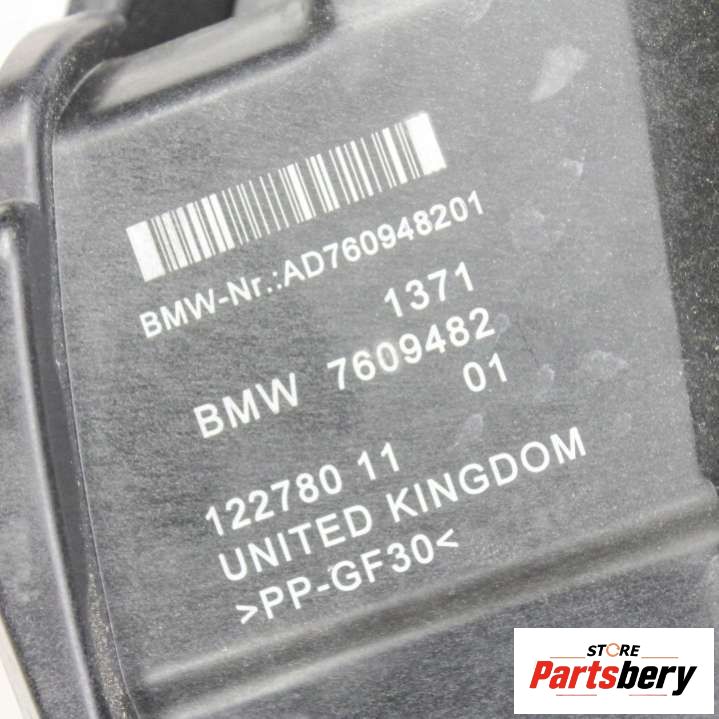 BMW-Nr.:AD760948201
1371
BMW 7609482
01
122780 11
UNITED KINGDOM
>PP-GF30<
STORE
Partsbery